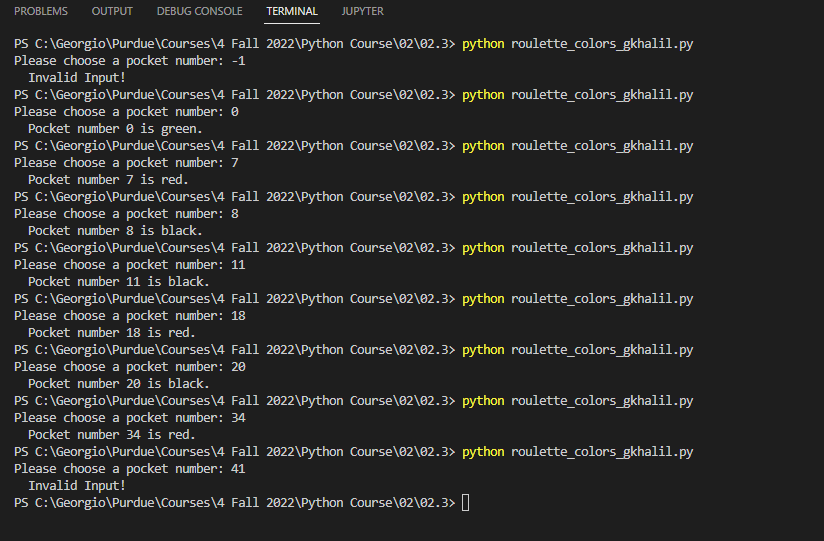 PROBLEMS OUTPUT DEBUG CONSOLE TERMINAL JUPYTER
PS C:\Georgio\Purdue\Courses\4 Fall 2022\Python Course\02\02.3> python roulette_colors_gkhalil.py
Please choose a pocket number: -1
  Invalid Input!
PS C:\Georgio\Purdue\Courses\4 Fall 2022\Python Course\02\02.3> python roulette_colors_gkhalil.py
Please choose a pocket number: 0
  Pocket number 0 is green.
PS C:\Georgio\Purdue\Courses\4 Fall 2022\Python Course\02\02.3> python roulette_colors_gkhalil.py
Please choose a pocket number: 7
  Pocket number 7 is red.
PS C:\Georgio\Purdue\Courses\4 Fall 2022\Python Course\02\02.3> python roulette_colors_gkhalil.py
Please choose a pocket number: 8
  Pocket number 8 is black.
PS C:\Georgio\Purdue\Courses\4 Fall 2022\Python Course\02\02.3> python roulette_colors_gkhalil.py
Please choose a pocket number: 11
  Pocket number 11 is black.
PS C:\Georgio\Purdue\Courses\4 Fall 2022\Python Course\02\02.3> python roulette_colors_gkhalil.py
Please choose a pocket number: 18
  Pocket number 18 is red.
PS C:\Georgio\Purdue\Courses\4 Fall 2022\Python Course\02\02.3> python roulette_colors_gkhalil.py
Please choose a pocket number: 20
  Pocket number 20 is black.
PS C:\Georgio\Purdue\Courses\4 Fall 2022\Python Course\02\02.3> python roulette_colors_gkhalil.py
Please choose a pocket number: 34
  Pocket number 34 is red.
PS C:\Georgio\Purdue\Courses\4 Fall 2022\Python Course\02\02.3> python roulette_colors_gkhalil.py
Please choose a pocket number: 41
  Invalid Input!
PS C:\Georgio\Purdue\Courses\4 Fall 2022\Python Course\02\02.3>